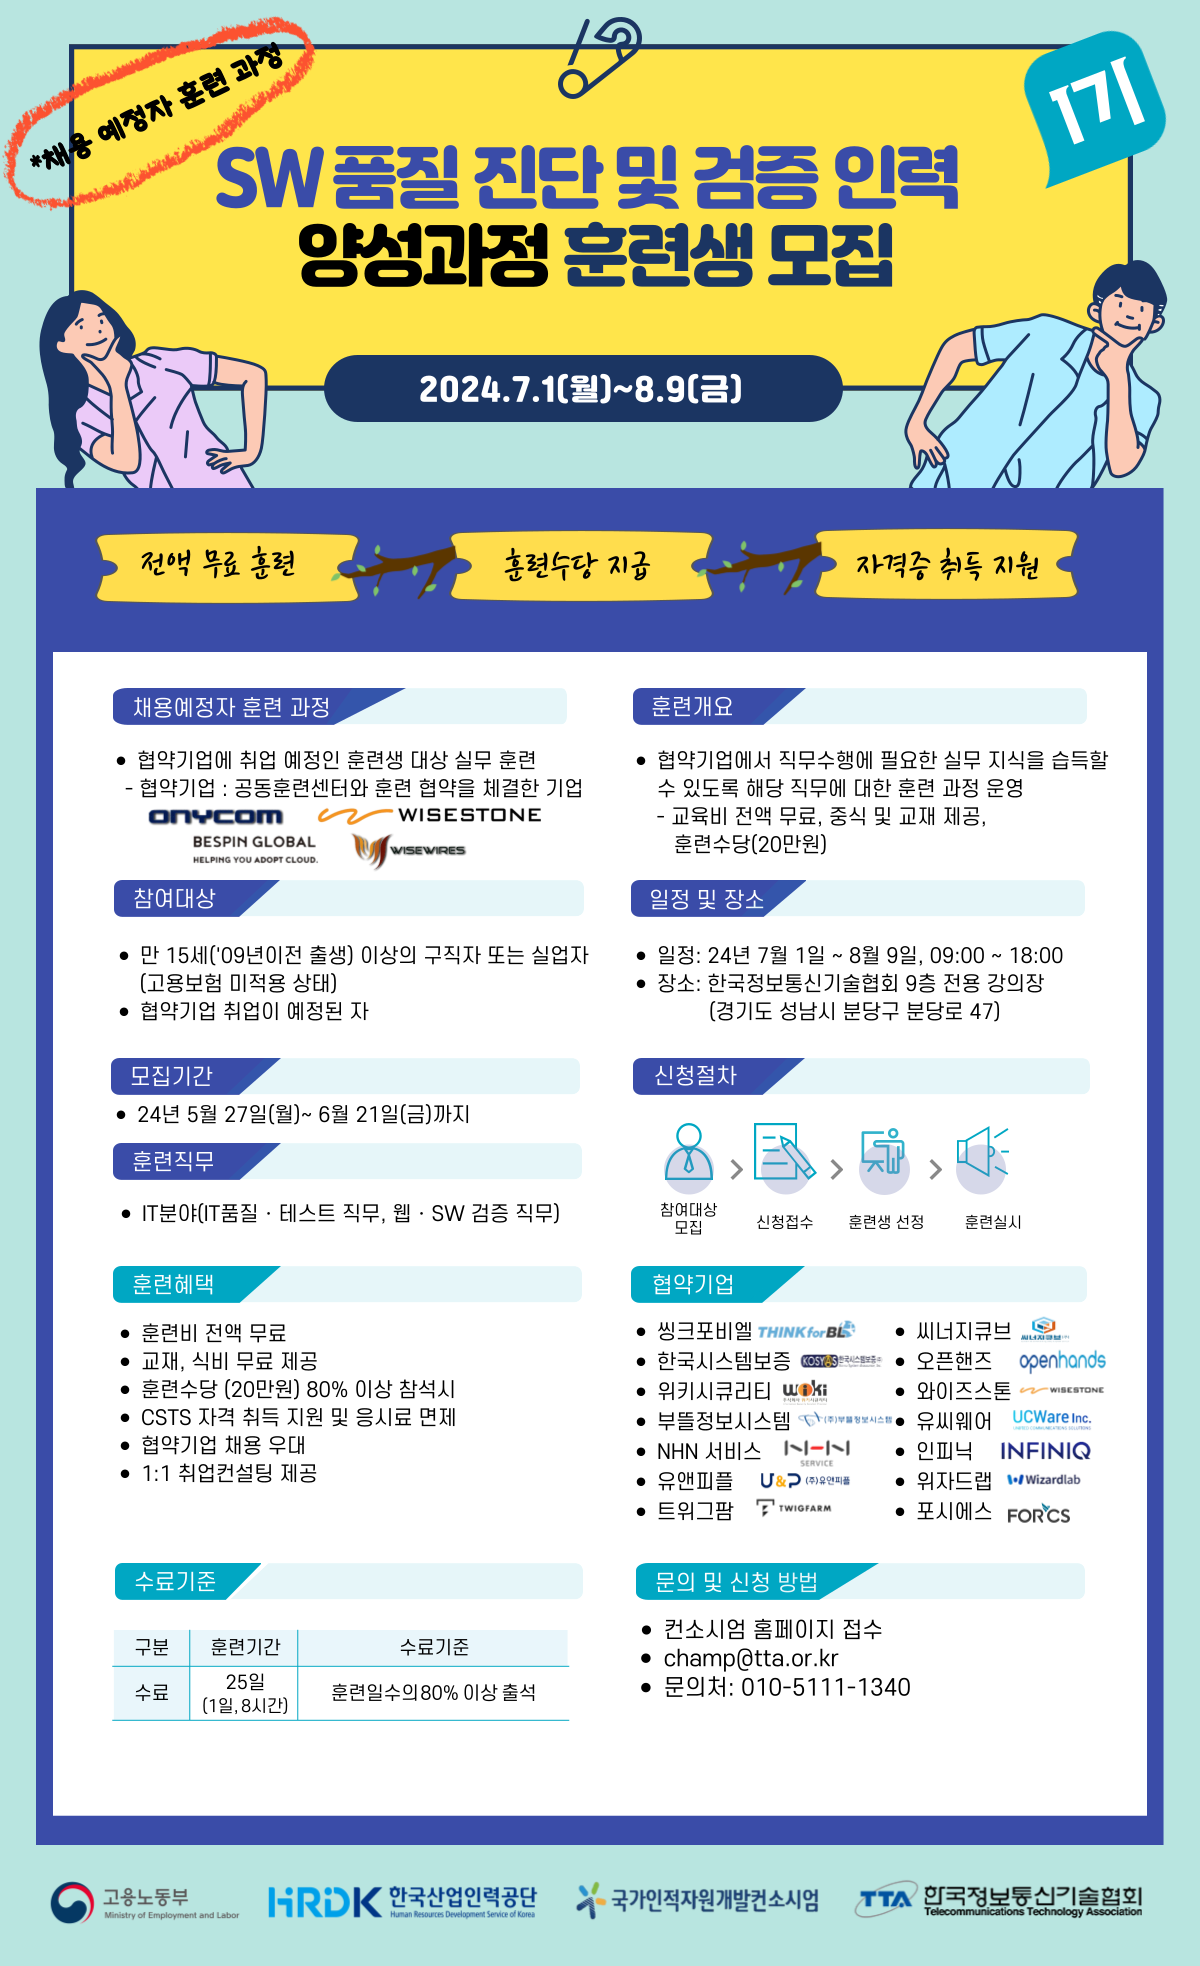 *채용 예정자 훈련 과정
1기
SW 품질 진단 및 검증 인력
양성과정 훈련생 모집
2024.7.1(월)~8.9(금)
전액 무료 훈련
훈련수당 지급
자격증 취득 지원
채용예정자 훈련 과정
• 협약기업에 취업 예정인 훈련생 대상 실무 훈련
- 협약기업 : 공동훈련센터와 훈련 협약을 체결한 기업
onycom
WISESTONE
BESPIN GLOBAL
HELPING YOU ADOPT CLOUD.
WISEWIRES
훈련개요
• 협약기업에서 직무수행에 필요한 실무 지식을 습득할
수 있도록 해당 직무에 대한 훈련 과정 운영
- 교육비 전액 무료, 중식 및 교재 제공,
훈련수당(20만원)
참여대상
• 만 15세('09년이전 출생) 이상의 구직자 또는 실업자
(고용보험 미적용 상태)
• 협약기업 취업이 예정된 자
일정 및 장소
• 일정: 24년 7월 1일 ~ 8월 9일, 09:00 ~ 18:00
• 장소: 한국정보통신기술협회 9층 전용 강의장
(경기도 성남시 분당구 분당로 47)
모집기간
• 24년 5월 27일(월)~ 6월 21일(금)까지
훈련직무
• IT분야(IT품질 · 테스트 직무, 웹 · SW 검증 직무)
신청절차
참여대상
모집
신청접수
훈련생 선정
훈련실시
훈련혜택
• 훈련비 전액 무료
• 교재, 식비 무료 제공
• 훈련수당 (20만원) 80% 이상 참석시
• CSTS 자격 취득 지원 및 응시료 면제
• 협약기업 채용 우대
• 1:1 취업컨설팅 제공
협약기업
• 씽크포비엘 THINKforBL
• 한국시스템보증 KOSYAS 한국시스템보증
• 위키시큐리티 wiki
• 부뜰정보시스템 (주)부뜰정보시스템
• NHN 서비스 NHN SERVICE
• 유앤피플 U&P (주)유앤피플
• 트위그팜 TWIGFARM
• 씨너지큐브 씨너지큐브
• 오픈핸즈 openhands
• 와이즈스톤 WISESTONE
• 유씨웨어 UCWare Inc.
• 인피닉 INFINIQ
• 위자드랩 Wizardlab
• 포시에스 FORCS
수료기준
구분 훈련기간 수료기준
수료 25일 (1일, 8시간) 훈련일수의80% 이상 출석
문의 및 신청 방법
• 컨소시엄 홈페이지 접수
• champ@tta.or.kr
• 문의처: 010-5111-1340
고용노동부
Ministry of Employment and Labor
HRDK 한국산업인력공단
Human Resources Development Service of Korea
국가인적자원개발컨소시엄
TTA 한국정보통신기술협회
Telecommunications Technology Association